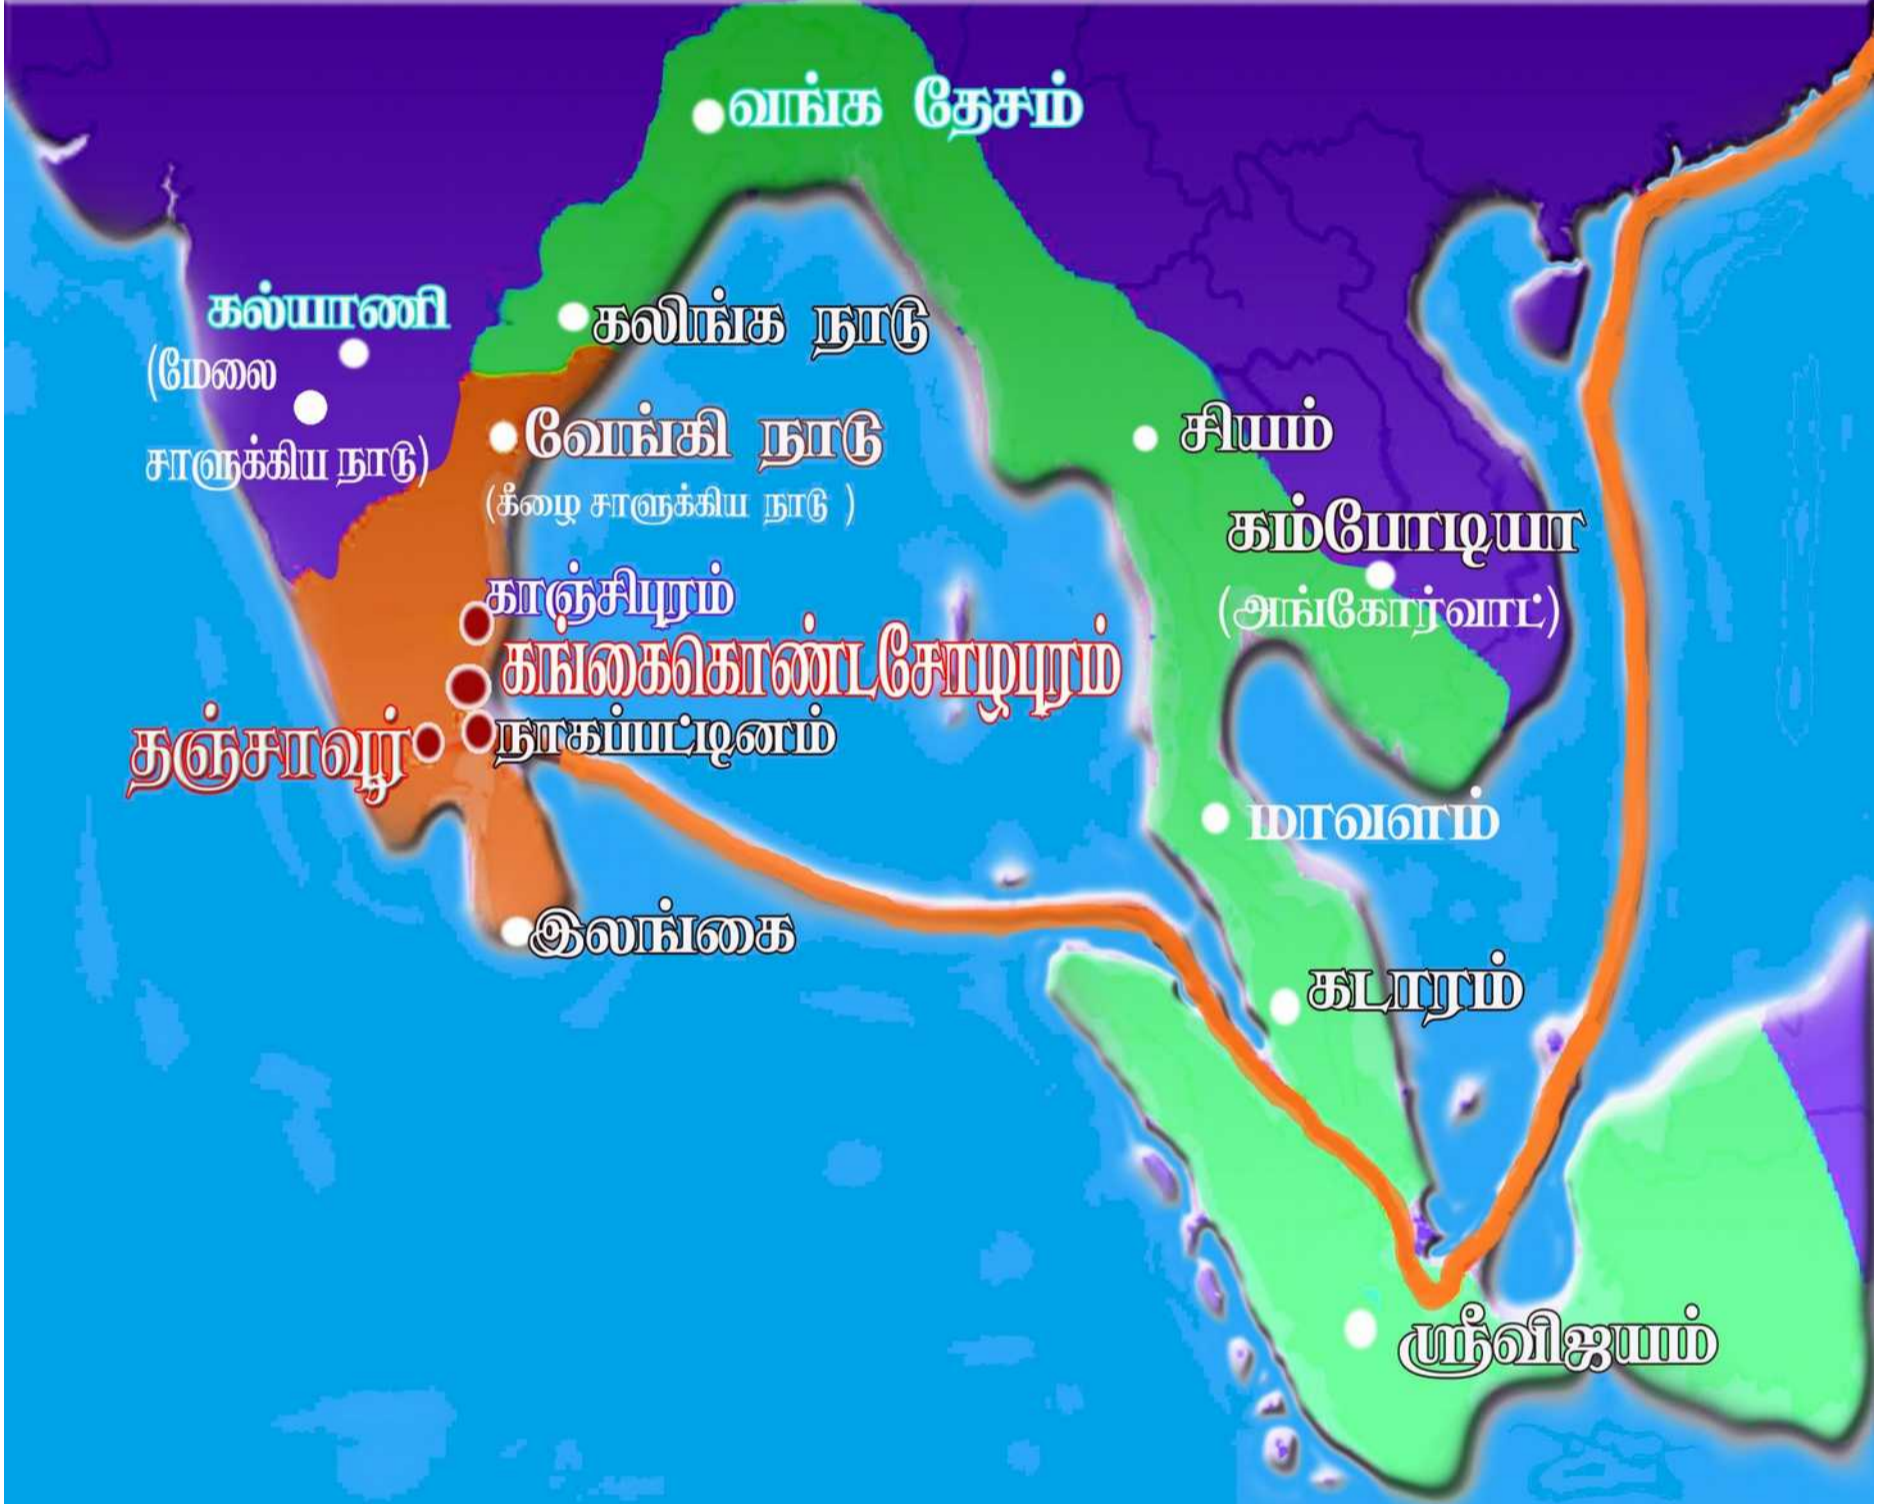 வங்க தேசம்
கல்யாணி
(மேலை
சாளுக்கிய நாடு)
கலிங்க நாடு
வேங்கி நாடு
(கீழை சாளுக்கிய நாடு )
சியம்
கம்போடியா
(அங்கோர்வாட்)
காஞ்சிபுரம்
கங்கைகொண்டசோழபுரம்
தஞ்சாவூர்
நாகப்பட்டினம்
மாவளம்
இலங்கை
கடாரம்
ஸ்ரீவிஜயம்